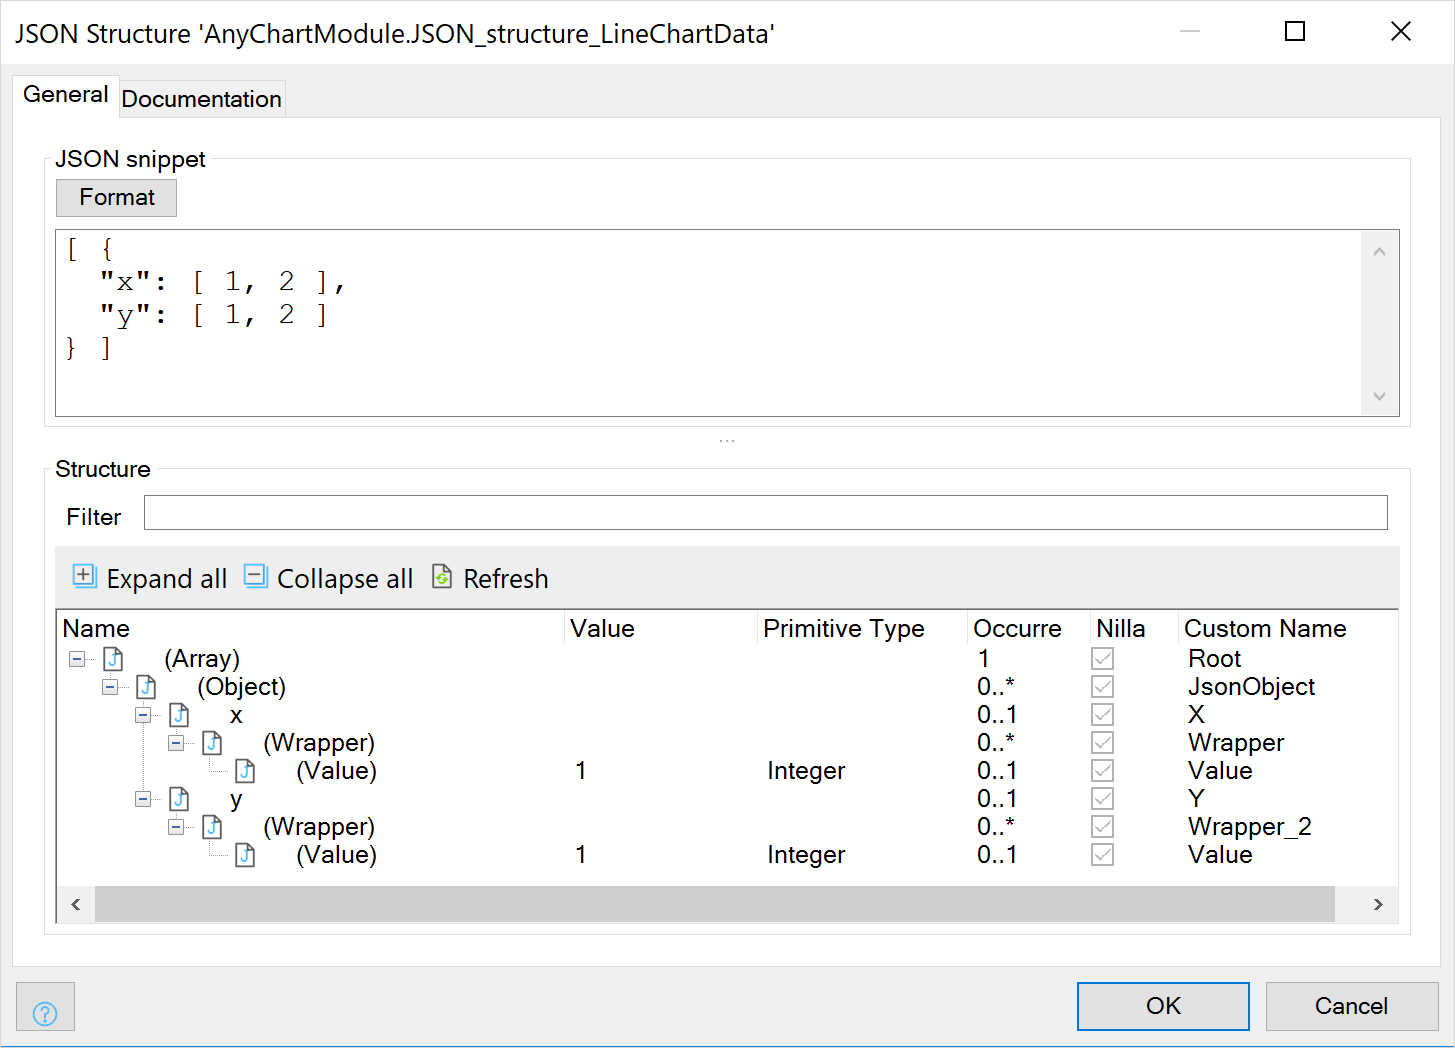 JSON Structure 'AnyChartModule.JSON_structure_LineChartData'
General Documentation
JSON snippet
Format
[ {
  "x": [ 1, 2 ],
  "y": [ 1, 2 ]
} ]
Structure
Filter
Expand all Collapse all Refresh
Name Value Primitive Type Occurre Nilla Custom Name
(Array) 1 Root
(Object) 0..* JsonObject
x 0..1 X
(Wrapper) 0..* Wrapper
(Value) 1 Integer 0..1 Value
y 0..1 Y
(Wrapper) 0..* Wrapper_2
(Value) 1 Integer 0..1 Value
? OK Cancel